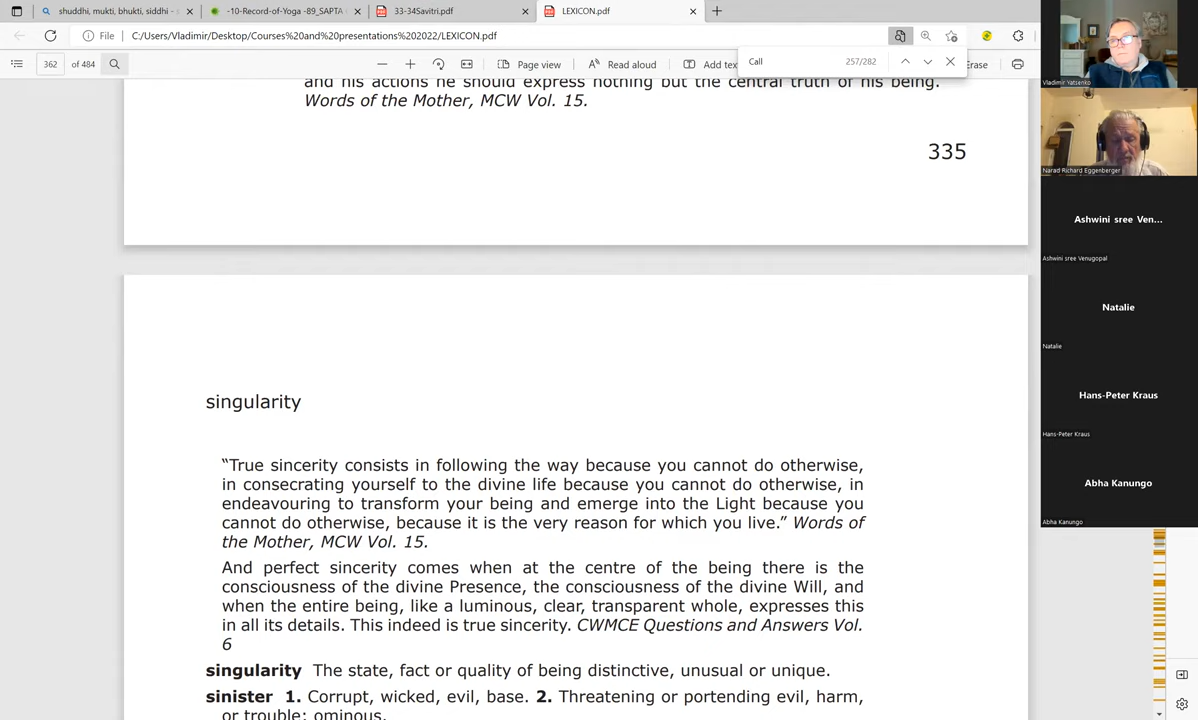 shuddhi, mukti, bhukti, siddhi -
-10-Record-of-Yoga -89_SAPTA
33-34Savitri.pdf
LEXICON.pdf
File
C:/Users/Vladimir/Desktop/Courses%20and%20presentations%202022/LEXICON.pdf
362 of 484
Page view
Read aloud
Add text
Call
257/282
Erase
and his actions he should express nothing but the central truth of his being.
Words of the Mother, MCW Vol. 15.
335
singularity
“True sincerity consists in following the way because you cannot do otherwise,
in consecrating yourself to the divine life because you cannot do otherwise, in
endeavouring to transform your being and emerge into the Light because you
cannot do otherwise, because it is the very reason for which you live.” Words of
the Mother, MCW Vol. 15.
And perfect sincerity comes when at the centre of the being there is the
consciousness of the divine Presence, the consciousness of the divine Will, and
when the entire being, like a luminous, clear, transparent whole, expresses this
in all its details. This indeed is true sincerity. CWMCE Questions and Answers Vol.
6
singularity The state, fact or quality of being distinctive, unusual or unique.
sinister 1. Corrupt, wicked, evil, base. 2. Threatening or portending evil, harm,
or trouble; ominous.
Vladimir Yatsenko
Narad Richard Eggenberger
Ashwini sree Ven...
Ashwini sree Venugopal
Natalie
Natalie
Hans-Peter Kraus
Hans-Peter Kraus
Abha Kanungo
Abha Kanungo